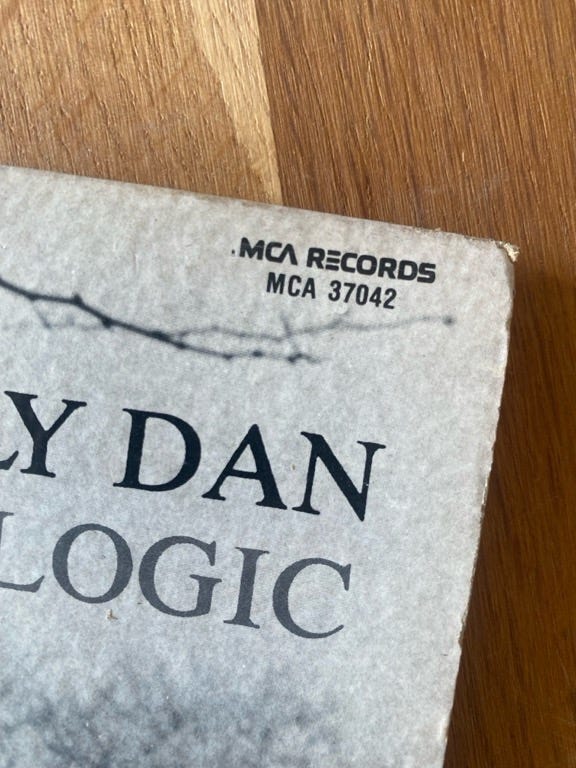 MCA RECORDS
MCA 37042
LY DAN
LOGIC